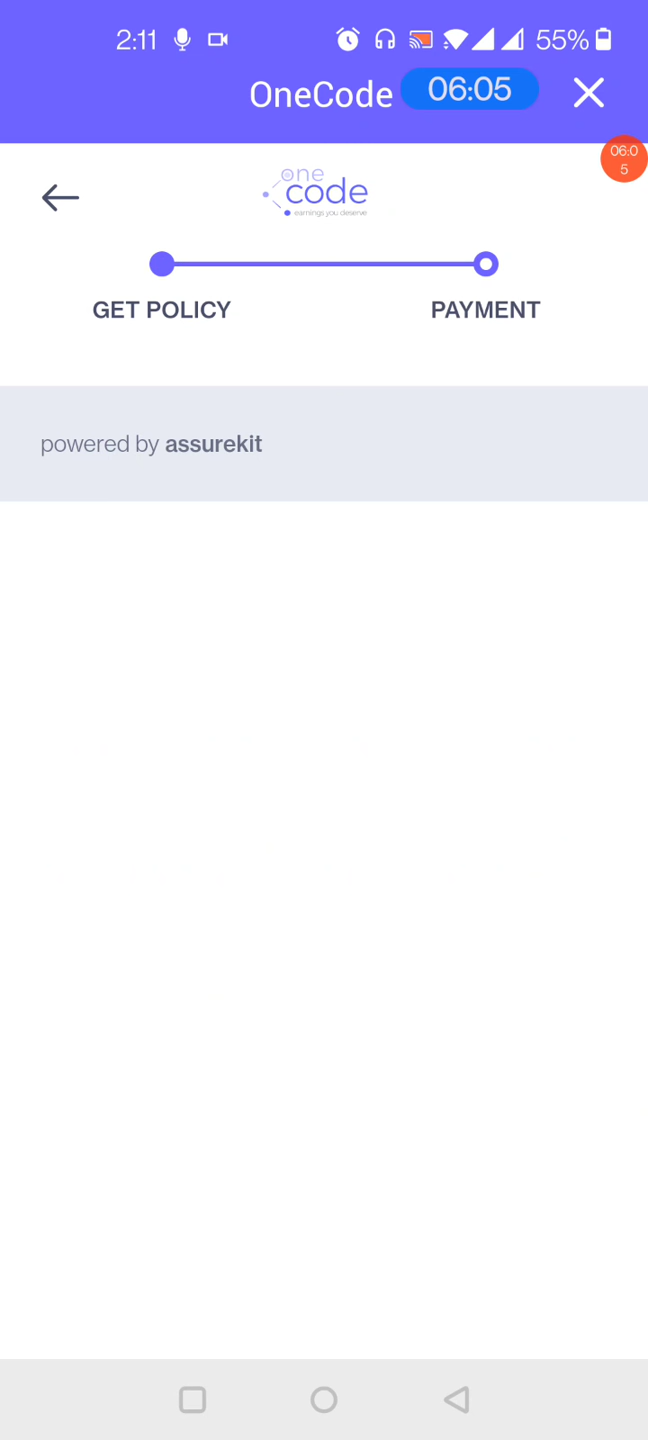 2:11 55%
OneCode 06:05
06:0
5
one
code
earnings you deserve
GET POLICY PAYMENT
powered by assurekit